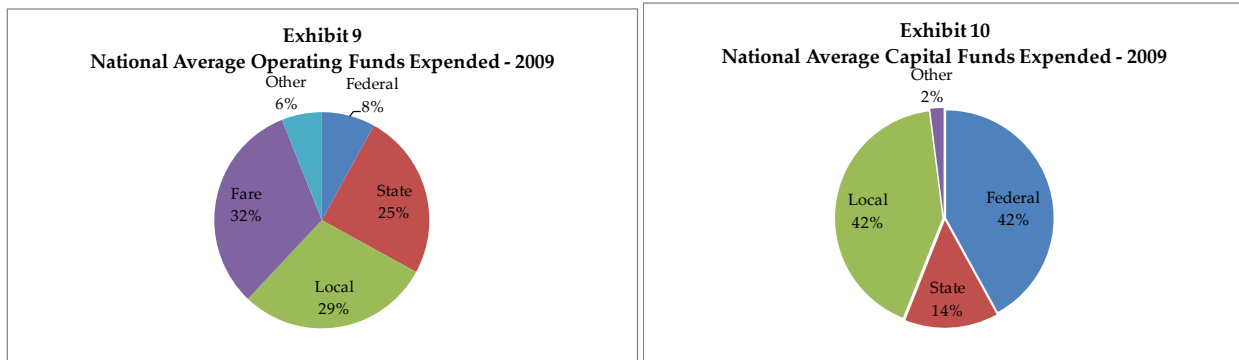 Exhibit 9
National Average Operating Funds Expended - 2009
Other
6%
Federal
8%
State
25%
Local
29%
Fare
32%
Exhibit 10
National Average Capital Funds Expended - 2009
Other
2%
Federal
42%
State
14%
Local
42%